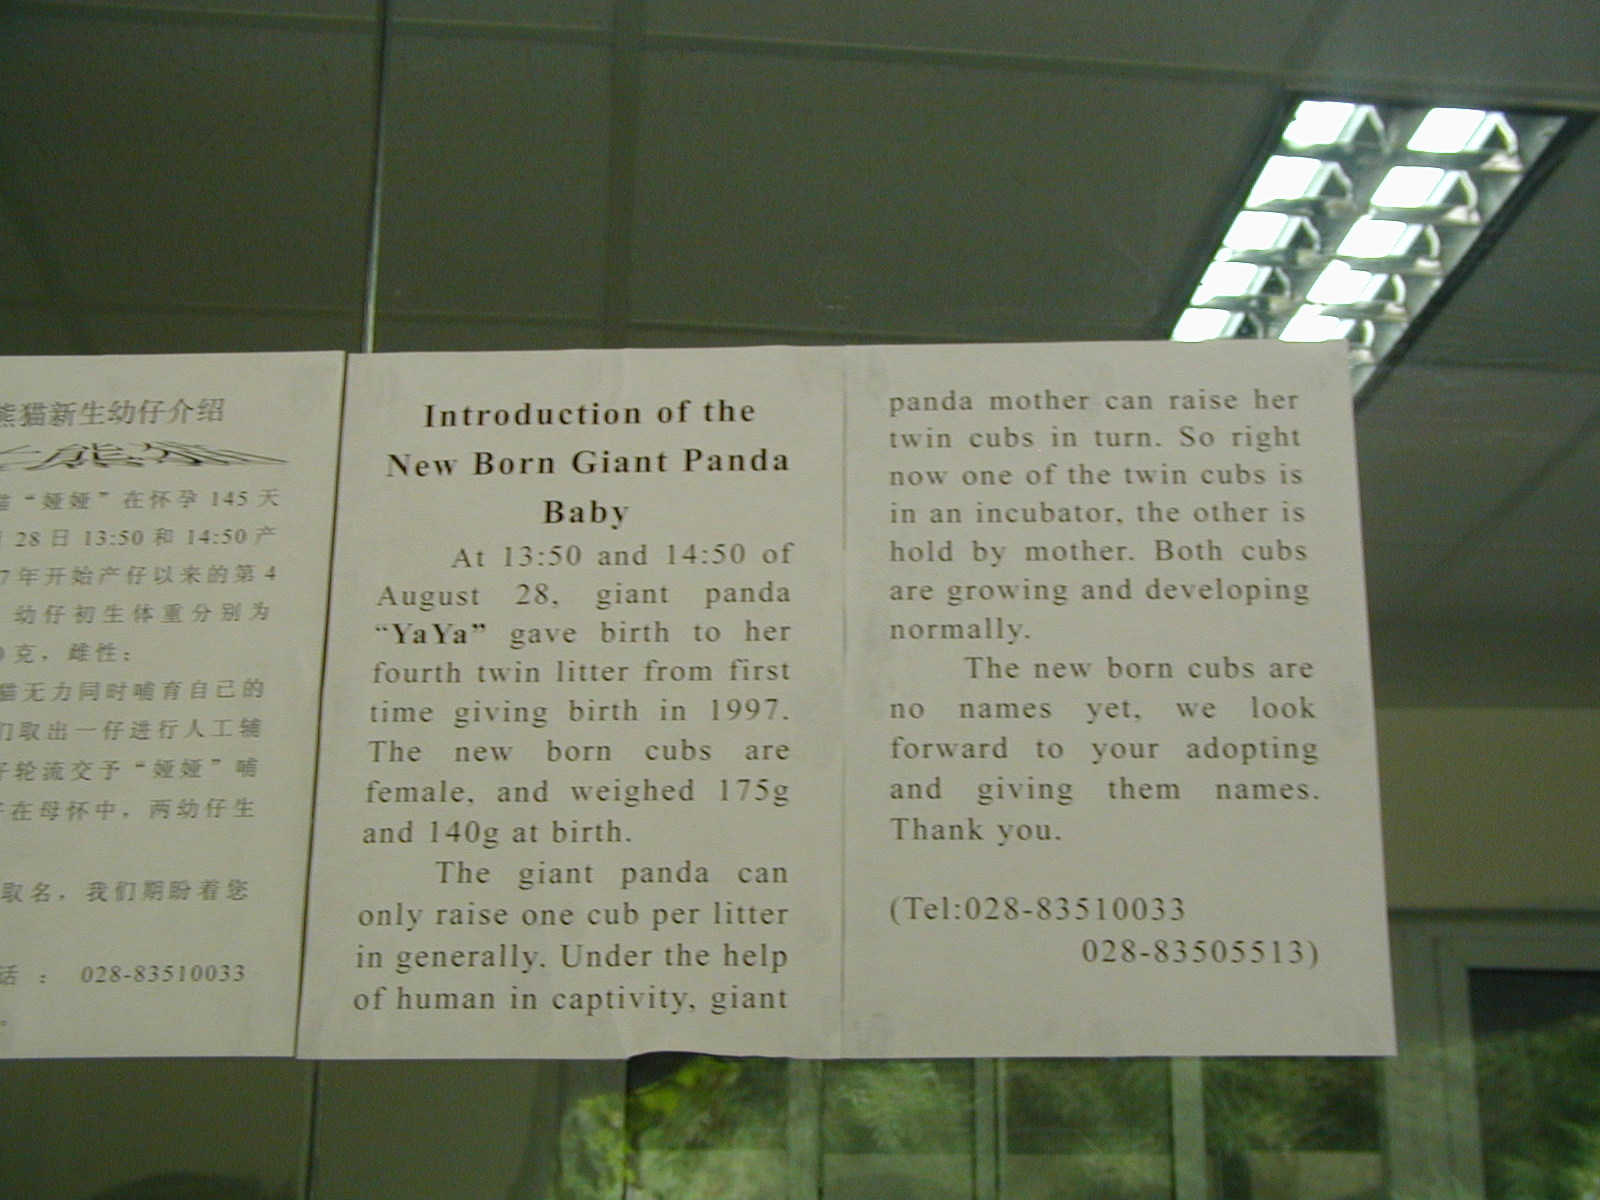 熊猫新生幼仔介绍
猫“娅娅”在怀孕 145 天
28 日 13:50 和 14:50 产
7 年开始产仔以来的第 4
幼仔初生体重分别为
0 克，雌性；
猫无力同时哺育自己的
们取出一仔进行人工辅
仔轮流交予“娅娅”哺
在母怀中，两幼仔生
取名，我们期盼着您
话 ： 028-83510033
。
Introduction of the
New Born Giant Panda
Baby
At 13:50 and 14:50 of
August 28, giant panda
“YaYa” gave birth to her
fourth twin litter from first
time giving birth in 1997.
The new born cubs are
female, and weighed 175g
and 140g at birth.
The giant panda can
only raise one cub per litter
in generally. Under the help
of human in captivity, giant
panda mother can raise her
twin cubs in turn. So right
now one of the twin cubs is
in an incubator, the other is
hold by mother. Both cubs
are growing and developing
normally.
The new born cubs are
no names yet, we look
forward to your adopting
and giving them names.
Thank you.
(Tel:028-83510033
028-83505513)